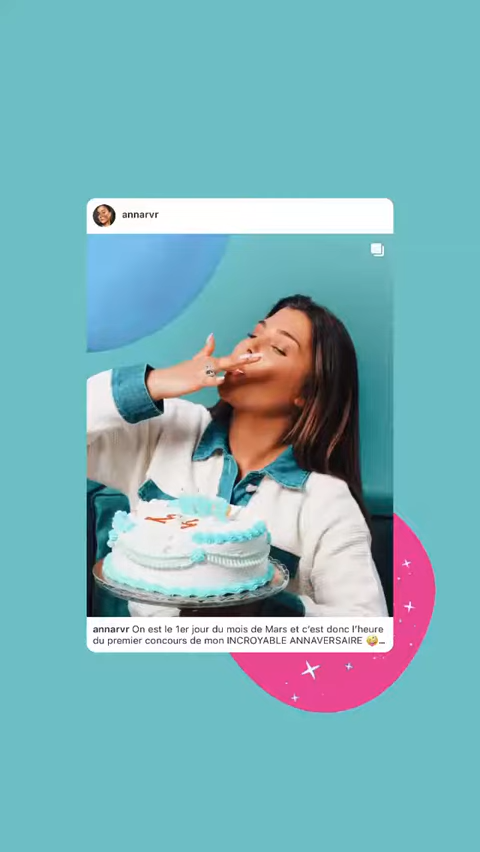 annarvr
annarvr On est le 1er jour du mois de Mars et c’est donc l’heure
du premier concours de mon INCROYABLE ANNAVERSAIRE 🤪...